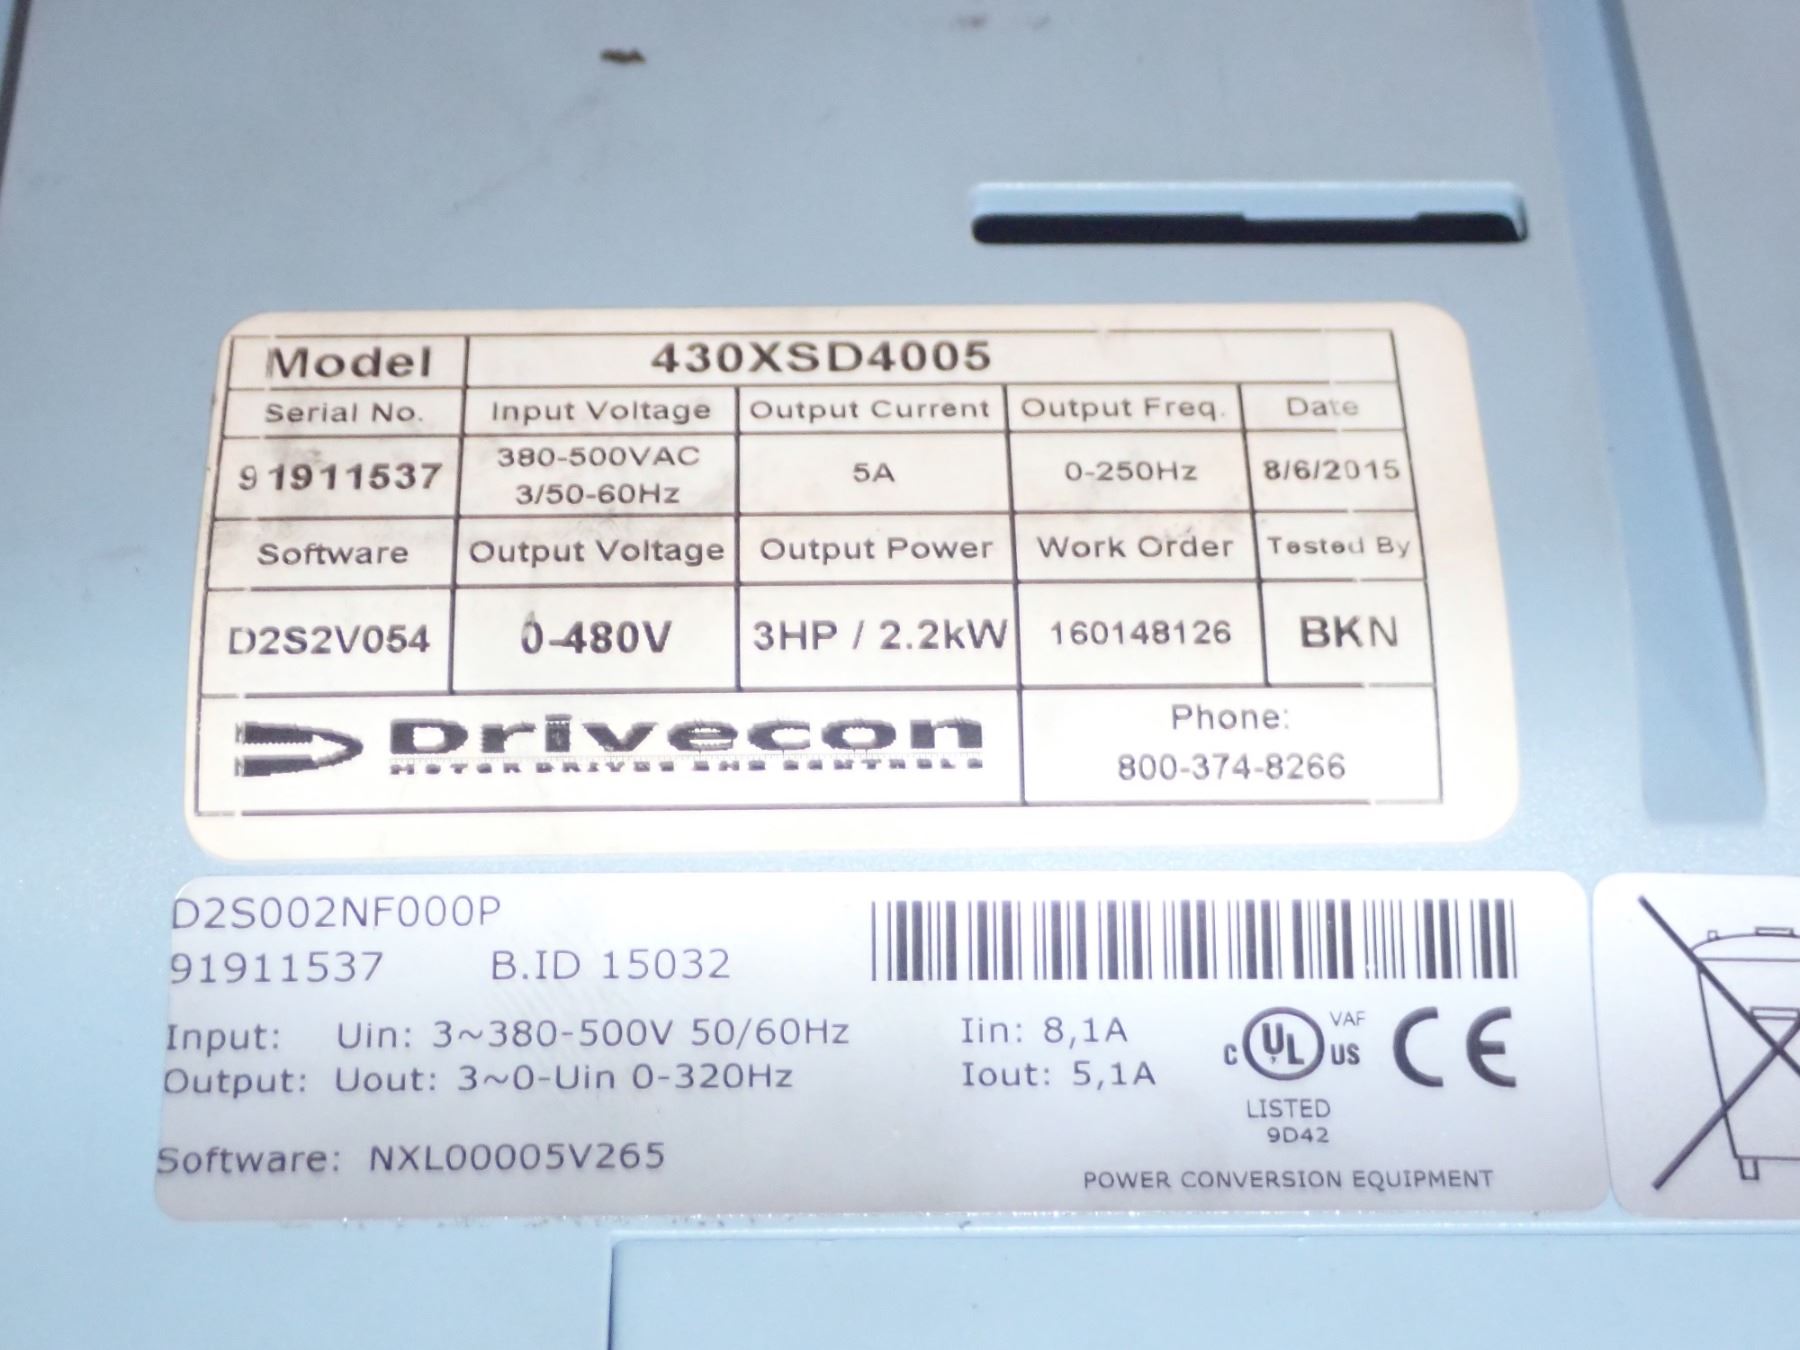 Model 430XSD4005
Serial No. Input Voltage Output Current Output Freq. Date
91911537 380-500VAC 3/50-60Hz 5A 0-250Hz 8/6/2015
Software Output Voltage Output Power Work Order Tested By
D2S2V054 0-480V 3HP / 2.2kW 160148126 BKN
Drivecon
MOTOR DRIVES AND CONTROLS
Phone:
800-374-8266
D2S002NF000P
91911537 B.ID 15032
Input: Uin: 3~380-500V 50/60Hz Iin: 8,1A
Output: Uout: 3~0-Uin 0-320Hz Iout: 5,1A
Software: NXL00005V265
C UL US VAF CE
LISTED
9D42
POWER CONVERSION EQUIPMENT